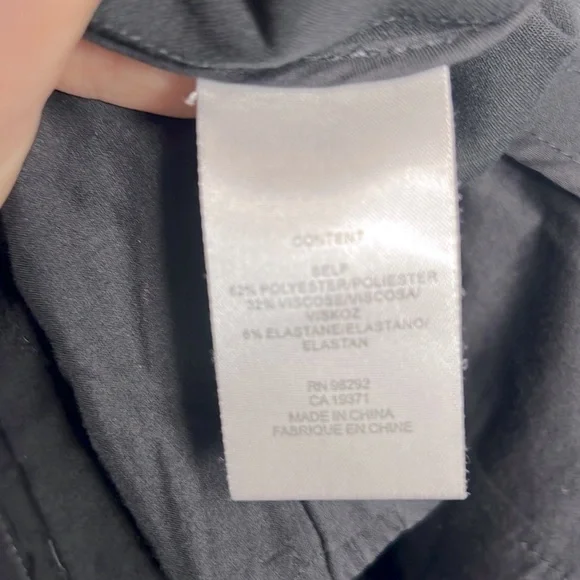 CONTENT
SELF
62% POLYESTER/POLIESTER
32% VISCOSE/VISCOSA/
VISKOZ
6% ELASTANE/ELASTANO/
ELASTAN
RN 98292
CA 19371
MADE IN CHINA
FABRIQUE EN CHINE